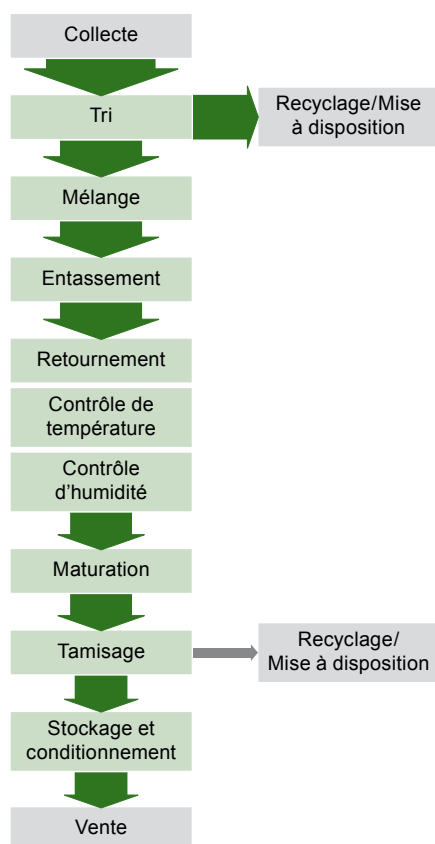 Collecte
Tri
Recyclage/Mise
à disposition
Mélange
Entassement
Retournement
Contrôle de
température
Contrôle
d'humidité
Maturation
Tamisage
Recyclage/
Mise à disposition
Stockage et
conditionnement
Vente